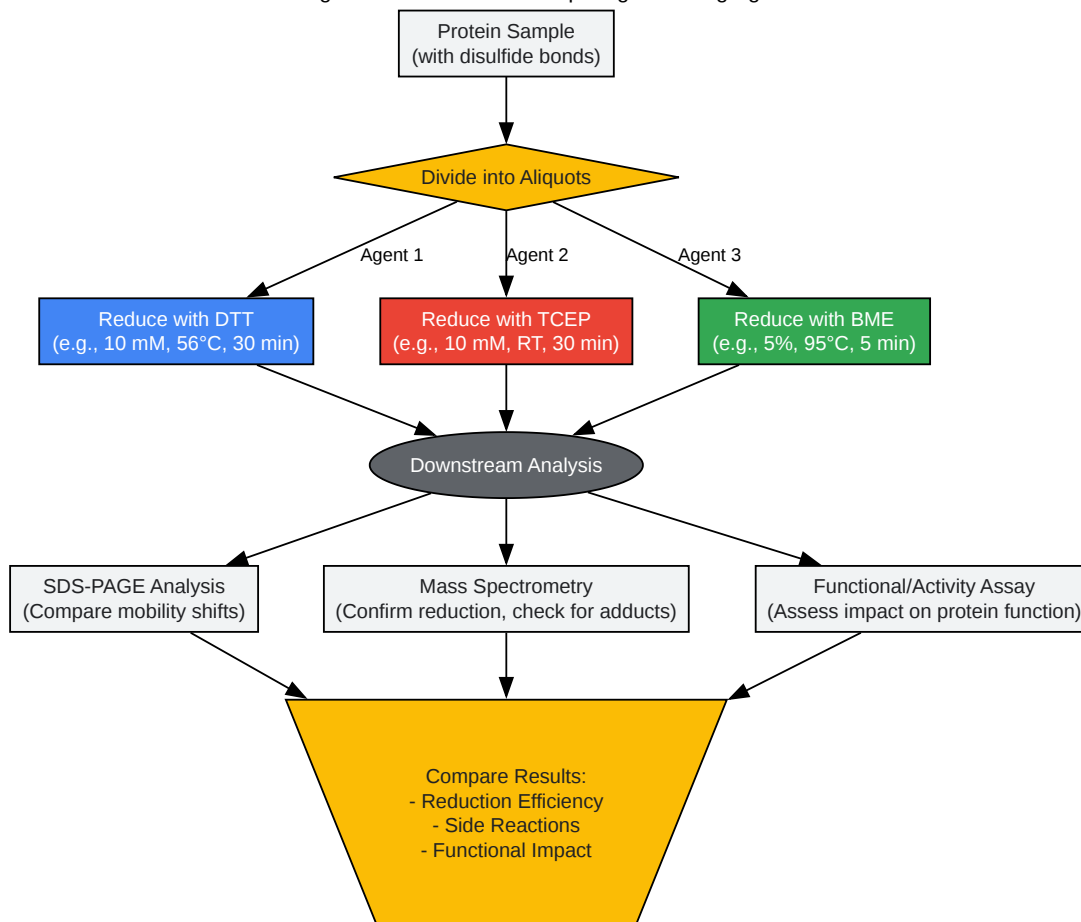 Protein Sample
(with disulfide bonds)
Divide into Aliquots
Agent 1
Agent 2
Agent 3
Reduce with DTT
(e.g., 10 mM, 56°C, 30 min)
Reduce with TCEP
(e.g., 10 mM, RT, 30 min)
Reduce with BME
(e.g., 5%, 95°C, 5 min)
Downstream Analysis
SDS-PAGE Analysis
(Compare mobility shifts)
Mass Spectrometry
(Confirm reduction, check for adducts)
Functional/Activity Assay
(Assess impact on protein function)
Compare Results:
- Reduction Efficiency
- Side Reactions
- Functional Impact